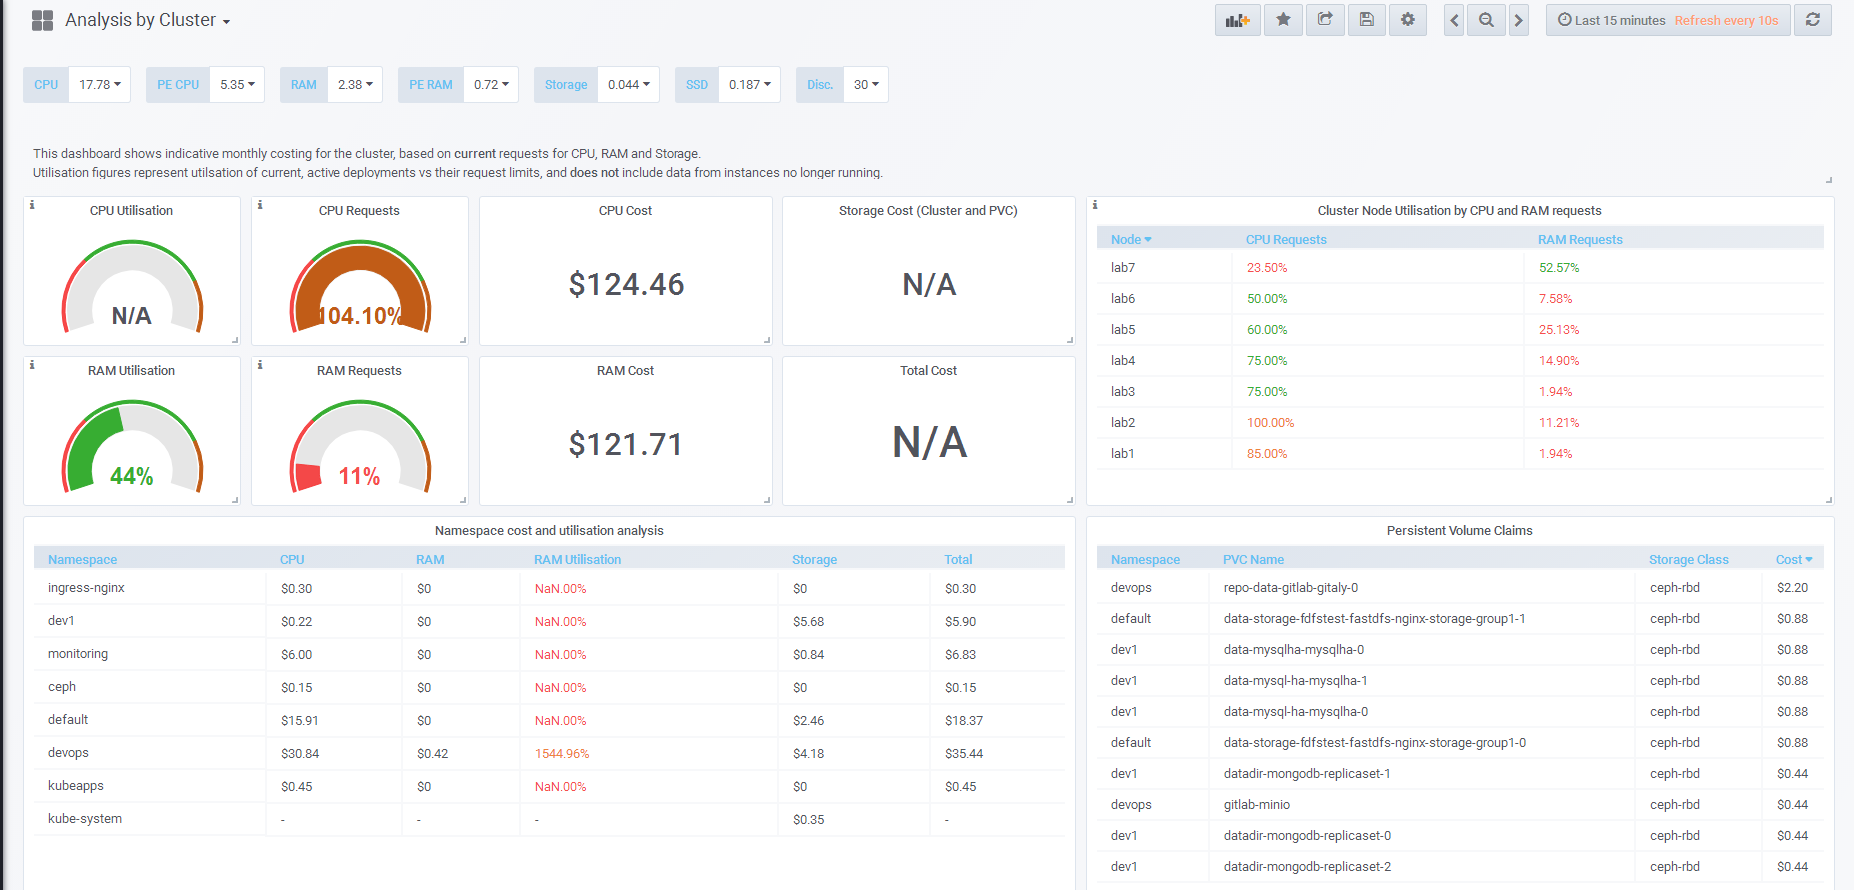 Analysis by Cluster
Last 15 minutes Refresh every 10s
CPU 17.78 PE CPU 5.35 RAM 2.38 PE RAM 0.72 Storage 0.044 SSD 0.187 Disc. 30
This dashboard shows indicative monthly costing for the cluster, based on current requests for CPU, RAM and Storage.
Utilisation figures represent utilsation of current, active deployments vs their request limits, and does not include data from instances no longer running.
CPU Utilisation
N/A
CPU Requests
104.10%
CPU Cost
$124.46
Storage Cost (Cluster and PVC)
N/A
RAM Utilisation
44%
RAM Requests
11%
RAM Cost
$121.71
Total Cost
N/A
Cluster Node Utilisation by CPU and RAM requests
Node CPU Requests RAM Requests
lab7 23.50% 52.57%
lab6 50.00% 7.58%
lab5 60.00% 25.13%
lab4 75.00% 14.90%
lab3 75.00% 1.94%
lab2 100.00% 11.21%
lab1 85.00% 1.94%
Namespace cost and utilisation analysis
Namespace CPU RAM RAM Utilisation Storage Total
ingress-nginx $0.30 $0 NaN.00% $0 $0.30
dev1 $0.22 $0 NaN.00% $5.68 $5.90
monitoring $6.00 $0 NaN.00% $0.84 $6.83
ceph $0.15 $0 NaN.00% $0 $0.15
default $15.91 $0 NaN.00% $2.46 $18.37
devops $30.84 $0.42 1544.96% $4.18 $35.44
kubeapps $0.45 $0 NaN.00% $0 $0.45
kube-system - - - $0.35 -
Persistent Volume Claims
Namespace PVC Name Storage Class Cost
devops repo-data-gitlab-gitaly-0 ceph-rbd $2.20
default data-storage-fdfstest-fastdfs-nginx-storage-group1-1 ceph-rbd $0.88
dev1 data-mysqlha-mysqlha-0 ceph-rbd $0.88
dev1 data-mysql-ha-mysqlha-1 ceph-rbd $0.88
dev1 data-mysql-ha-mysqlha-0 ceph-rbd $0.88
default data-storage-fdfstest-fastdfs-nginx-storage-group1-0 ceph-rbd $0.88
dev1 datadir-mongodb-replicaset-1 ceph-rbd $0.44
devops gitlab-minio ceph-rbd $0.44
dev1 datadir-mongodb-replicaset-0 ceph-rbd $0.44
dev1 datadir-mongodb-replicaset-2 ceph-rbd $0.44